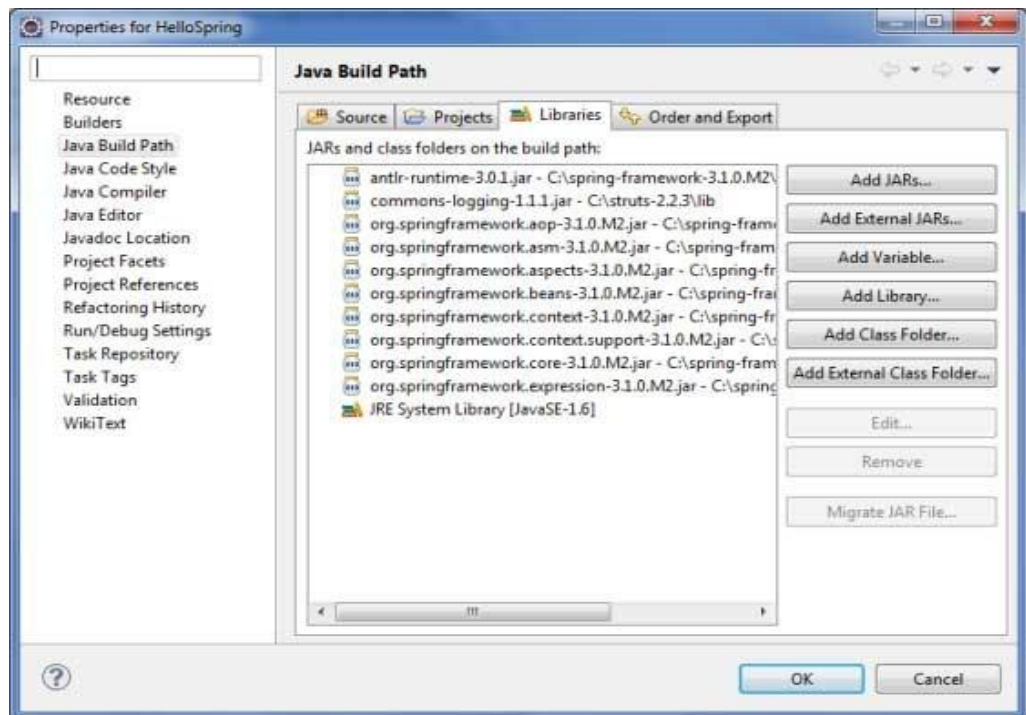 Properties for HelloSpring
Resource
Builders
Java Build Path
Java Code Style
Java Compiler
Java Editor
Javadoc Location
Project Facets
Project References
Refactoring History
Run/Debug Settings
Task Repository
Task Tags
Validation
WikiText
Java Build Path
Source Projects Libraries Order and Export
JARs and class folders on the build path:
antlr-runtime-3.0.1.jar - C:\spring-framework-3.1.0.M2\
commons-logging-1.1.1.jar - C:\struts-2.2.3\lib
org.springframework.aop-3.1.0.M2.jar - C:\spring-fram
org.springframework.asm-3.1.0.M2.jar - C:\spring-fram
org.springframework.aspects-3.1.0.M2.jar - C:\spring-fr
org.springframework.beans-3.1.0.M2.jar - C:\spring-fra
org.springframework.context-3.1.0.M2.jar - C:\spring-fr
org.springframework.context.support-3.1.0.M2.jar - C:\
org.springframework.core-3.1.0.M2.jar - C:\spring-fram
org.springframework.expression-3.1.0.M2.jar - C:\spring
JRE System Library [JavaSE-1.6]
Add JARs...
Add External JARs...
Add Variable...
Add Library...
Add Class Folder...
Add External Class Folder...
Edit...
Remove
Migrate JAR File...
OK
Cancel